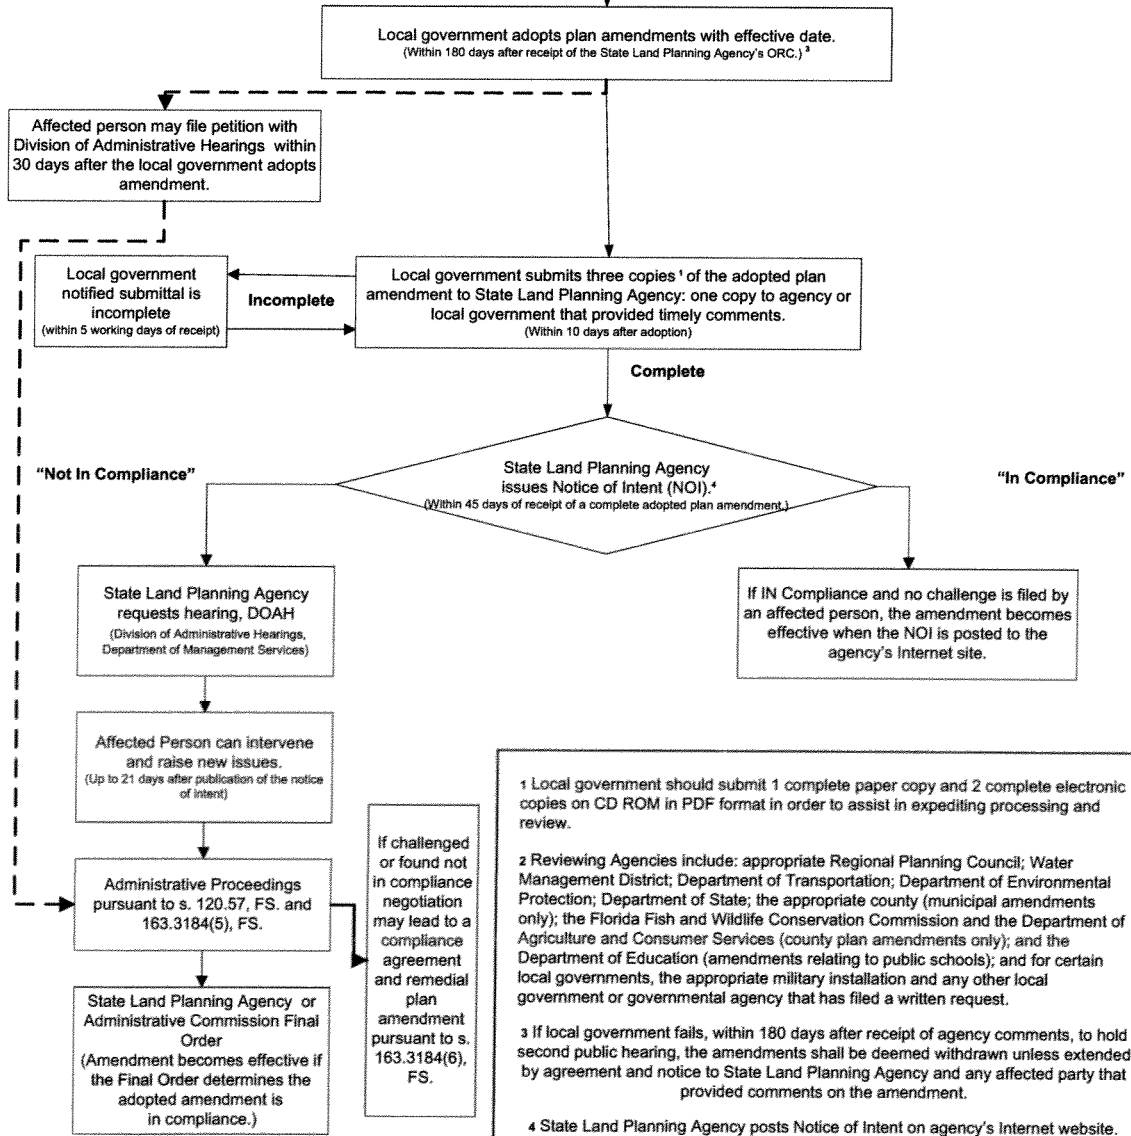 Local government adopts plan amendments with effective date.
(Within 180 days after receipt of the State Land Planning Agency's ORC.) ³
Affected person may file petition with
Division of Administrative Hearings within
30 days after the local government adopts
amendment.
Local government
notified submittal is
incomplete
(within 5 working days of receipt)
Incomplete
Local government submits three copies ¹ of the adopted plan
amendment to State Land Planning Agency: one copy to agency or
local government that provided timely comments.
(Within 10 days after adoption)
Complete
"Not In Compliance"
State Land Planning Agency
issues Notice of Intent (NOI).⁴
(Within 45 days of receipt of a complete adopted plan amendment.)
"In Compliance"
State Land Planning Agency
requests hearing, DOAH
(Division of Administrative Hearings,
Department of Management Services)
If IN Compliance and no challenge is filed by
an affected person, the amendment becomes
effective when the NOI is posted to the
agency's Internet site.
Affected Person can intervene
and raise new issues.
(Up to 21 days after publication of the notice
of intent)
Administrative Proceedings
pursuant to s. 120.57, FS. and
163.3184(5), FS.
State Land Planning Agency or
Administrative Commission Final
Order
(Amendment becomes effective if
the Final Order determines the
adopted amendment is
in compliance.)
If challenged
or found not
in compliance
negotiation
may lead to a
compliance
agreement
and remedial
plan
amendment
pursuant to s.
163.3184(6),
FS.
1 Local government should submit 1 complete paper copy and 2 complete electronic
copies on CD ROM in PDF format in order to assist in expediting processing and
review.
2 Reviewing Agencies include: appropriate Regional Planning Council; Water
Management District; Department of Transportation; Department of Environmental
Protection; Department of State; the appropriate county (municipal amendments
only); the Florida Fish and Wildlife Conservation Commission and the Department of
Agriculture and Consumer Services (county plan amendments only); and the
Department of Education (amendments relating to public schools); and for certain
local governments, the appropriate military installation and any other local
government or governmental agency that has filed a written request.
3 If local government fails, within 180 days after receipt of agency comments, to hold
second public hearing, the amendments shall be deemed withdrawn unless extended
by agreement and notice to State Land Planning Agency and any affected party that
provided comments on the amendment.
4 State Land Planning Agency posts Notice of Intent on agency's Internet website.